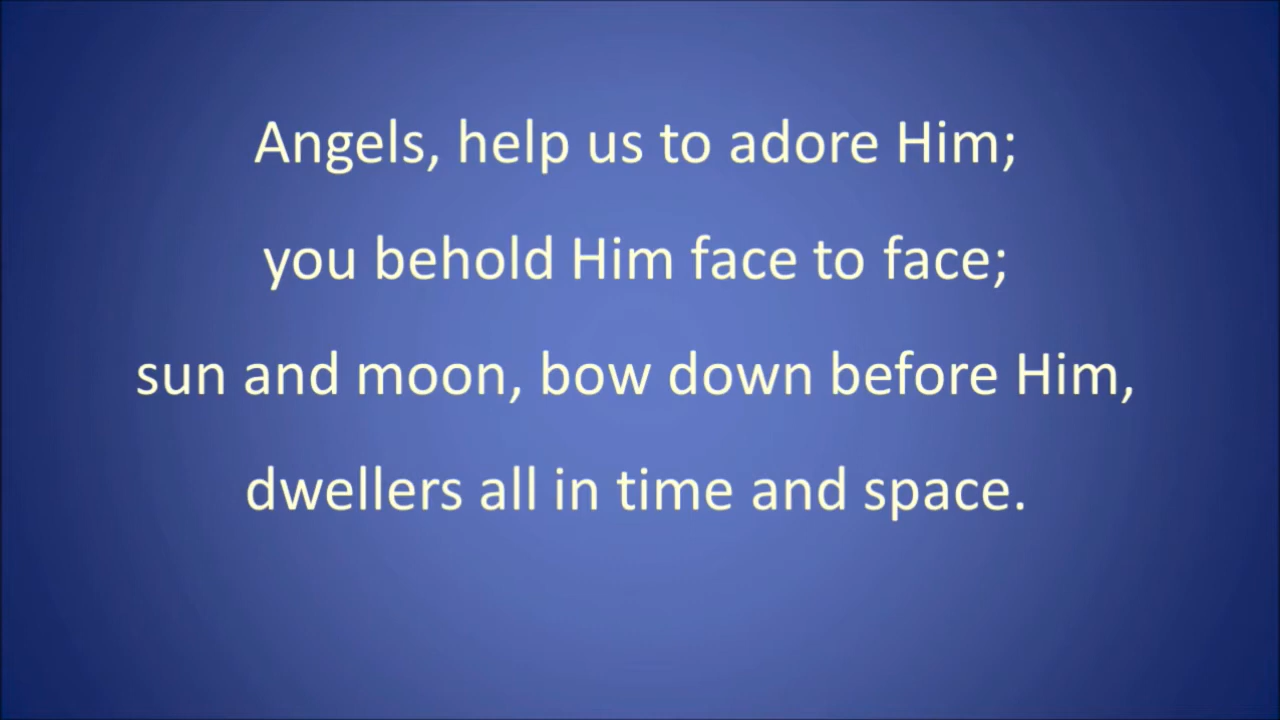 Angels, help us to adore Him;
you behold Him face to face;
sun and moon, bow down before Him,
dwellers all in time and space.